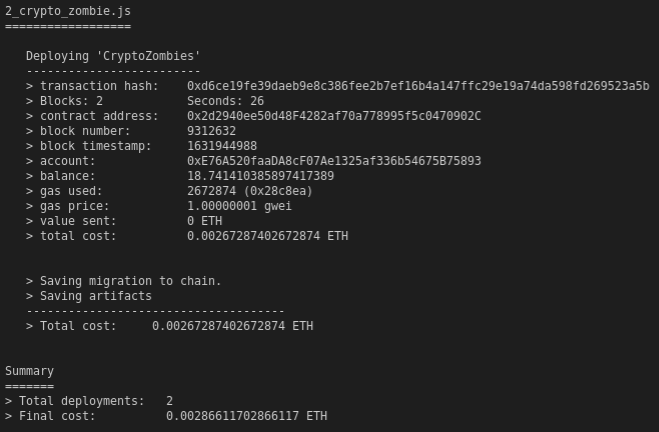 2_crypto_zombie.js
==================
Deploying 'CryptoZombies'
-------------------------
> transaction hash:    0xd6ce19fe39daeb9e8c386fee2b7ef16b4a147ffc29e19a74da598fd269523a5b
> Blocks: 2            Seconds: 26
> contract address:    0x2d2940ee50d48F4282af70a778995f5c0470902C
> block number:        9312632
> block timestamp:     1631944988
> account:             0xE76A520faaDA8cF07Ae1325af336b54675B75893
> balance:             18.741410385897417389
> gas used:            2672874 (0x28c8ea)
> gas price:           1.00000001 gwei
> value sent:          0 ETH
> total cost:          0.00267287402672874 ETH
> Saving migration to chain.
> Saving artifacts
-------------------------------------
> Total cost:     0.00267287402672874 ETH
Summary
=======
> Total deployments:   2
> Final cost:          0.00286611702866117 ETH